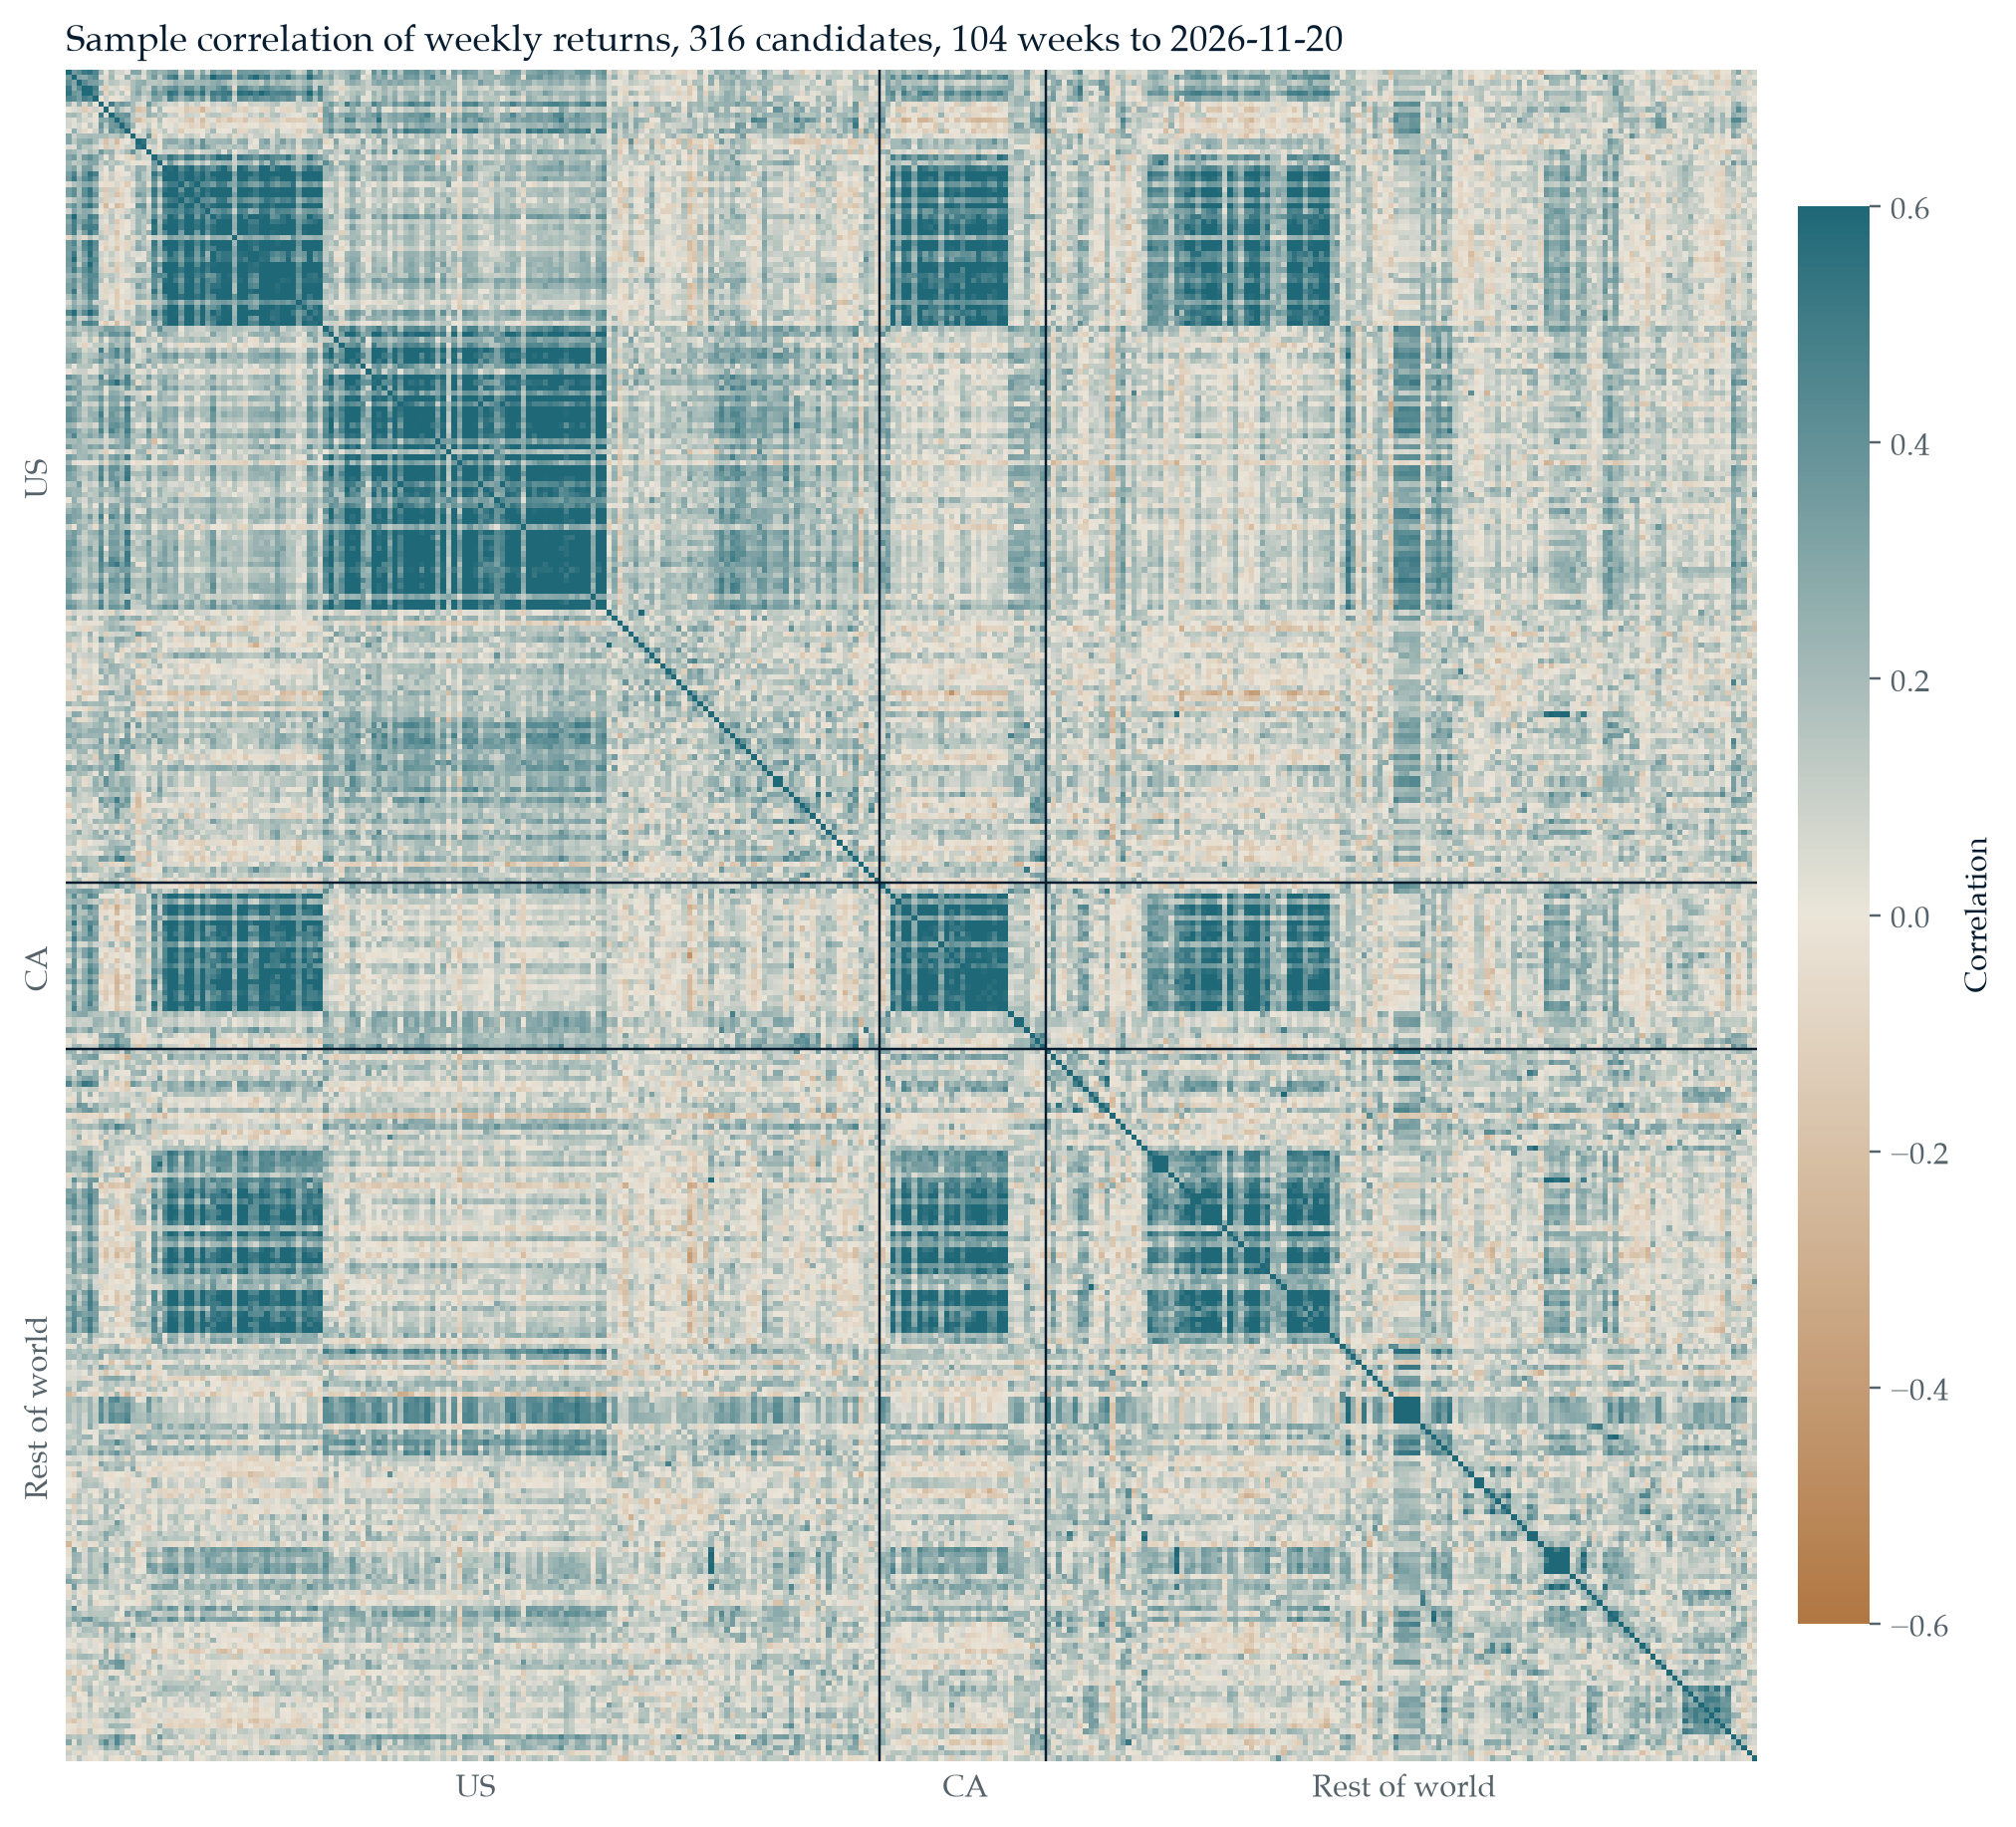 Sample correlation of weekly returns, 316 candidates, 104 weeks to 2026-11-20
US
CA
Rest of world
US
CA
Rest of world
0.6
0.4
0.2
0.0
−0.2
−0.4
−0.6
Correlation